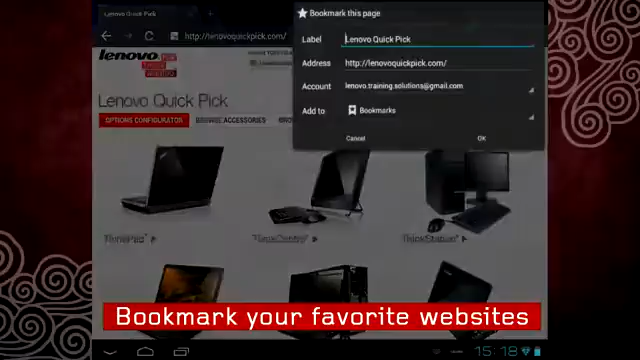 Lenovo Quick Pick
http://lenovoquickpick.com/
lenovo
Lenovo Quick Pick
OPTIONS CONFIGURATOR
BROWSE ACCESSORIES
Bookmark this page
Label
Lenovo Quick Pick
Address
http://lenovoquickpick.com/
Account
lenovo.training.solutions@gmail.com
Add to
Bookmarks
Cancel
OK
ThinkPad
ThinkCentre
ThinkStation
Bookmark your favorite websites
15:18